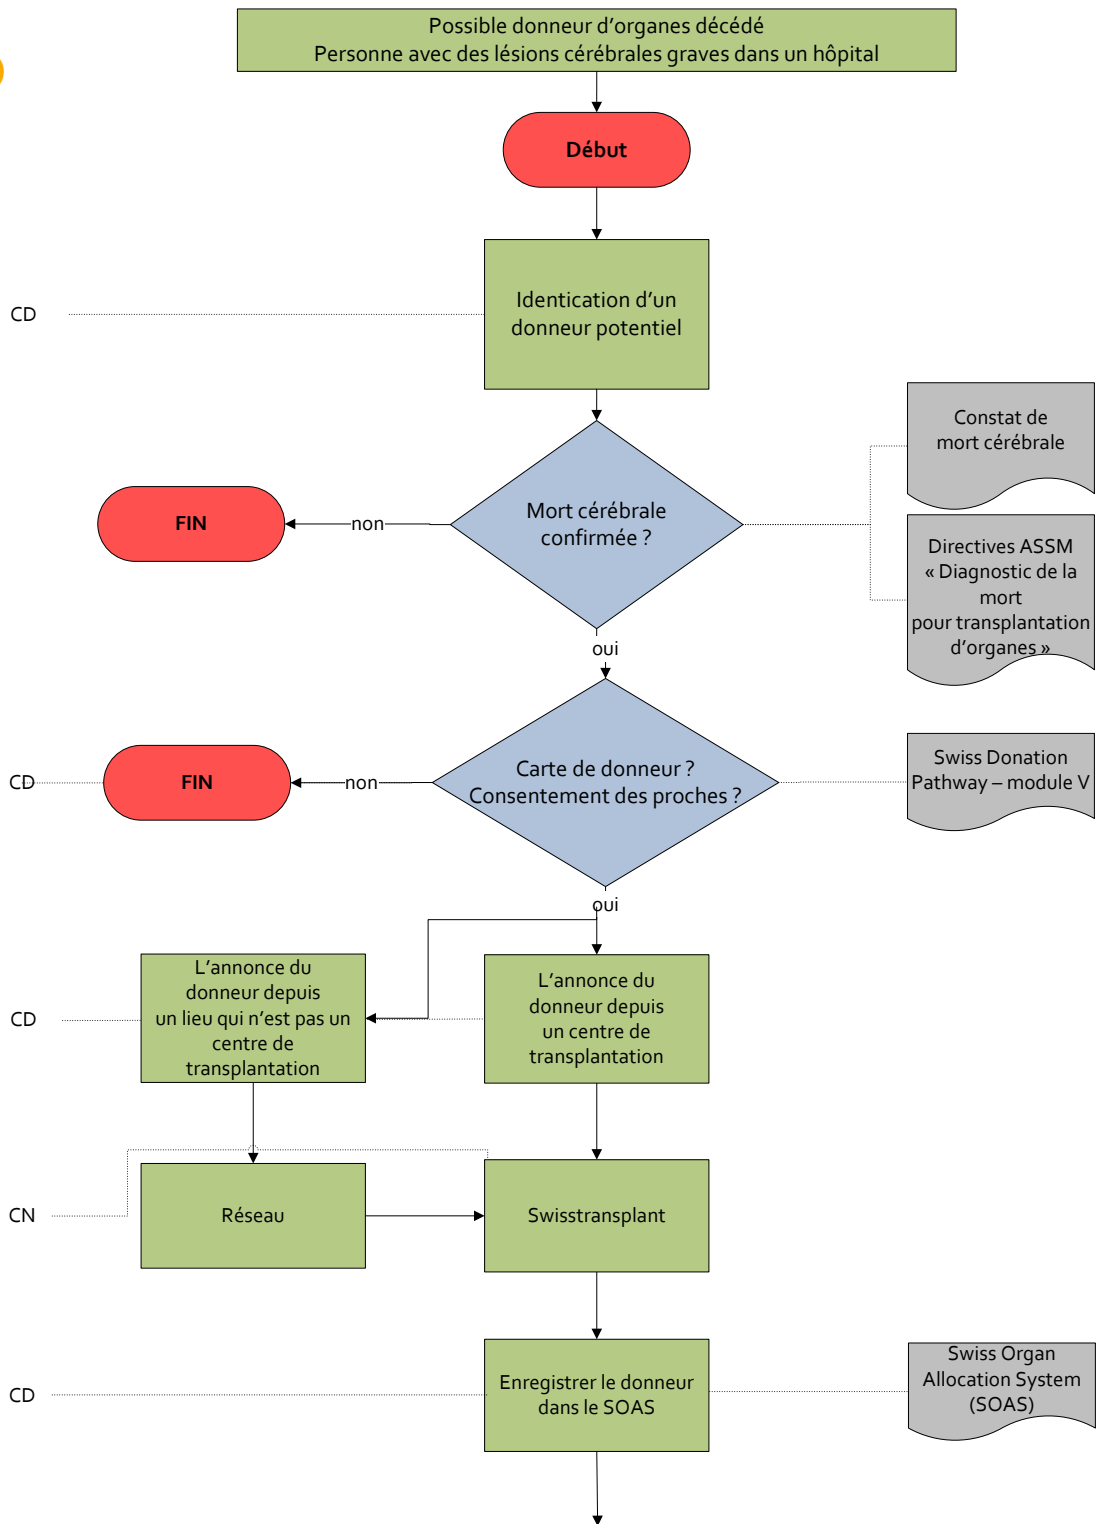 Possible donneur d'organes décédé
Personne avec des lésions cérébrales graves dans un hôpital
Début
CD
Identication d'un
donneur potentiel
Constat de
mort cérébrale
FIN
non
Mort cérébrale
confirmée ?
Directives ASSM
« Diagnostic de la
mort
pour transplantation
d'organes »
oui
CD
FIN
non
Carte de donneur ?
Consentement des proches ?
Swiss Donation
Pathway – module V
oui
CD
L'annonce du
donneur depuis
un lieu qui n'est pas un
centre de
transplantation
L'annonce du
donneur depuis
un centre de
transplantation
CN
Réseau
Swisstransplant
CD
Enregistrer le donneur
dans le SOAS
Swiss Organ
Allocation System
(SOAS)